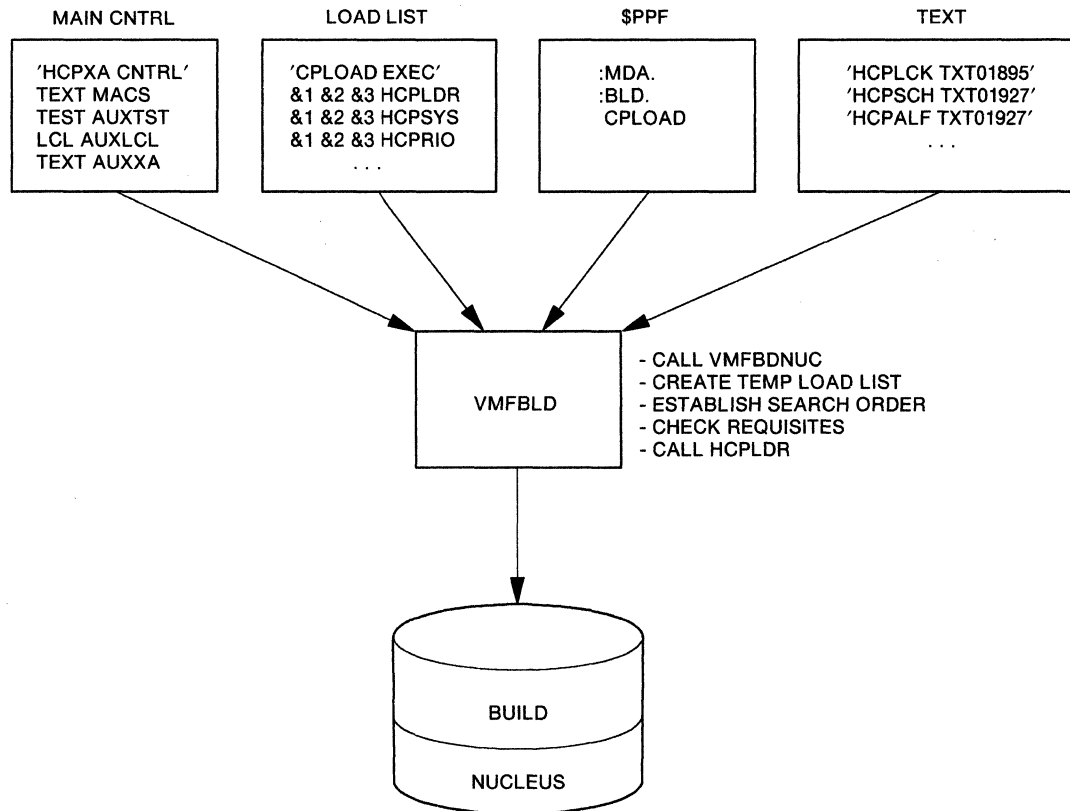 MAIN CNTRL
'HCPXA CNTRL'
TEXT MACS
TEST AUXTST
LCL AUXLCL
TEXT AUXXA
LOAD LIST
'CPLOAD EXEC'
&1 &2 &3 HCPLDR
&1 &2 &3 HCPSYS
&1 &2 &3 HCPRIO
. . .
$PPF
:MDA.
:BLD.
CPLOAD
TEXT
'HCPLCK TXT01895'
'HCPSCH TXT01927'
'HCPALF TXT01927'
. . .
VMFBLD
- CALL VMFBDNUC
- CREATE TEMP LOAD LIST
- ESTABLISH SEARCH ORDER
- CHECK REQUISITES
- CALL HCPLDR
BUILD
NUCLEUS